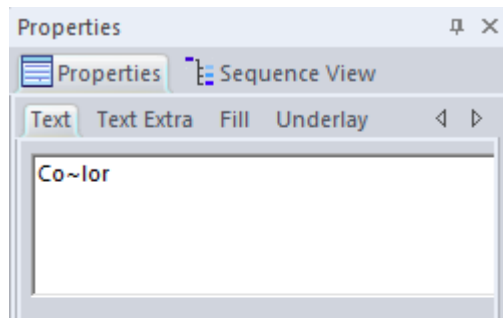 Properties
Properties Sequence View
Text Text Extra Fill Underlay
Co~lor